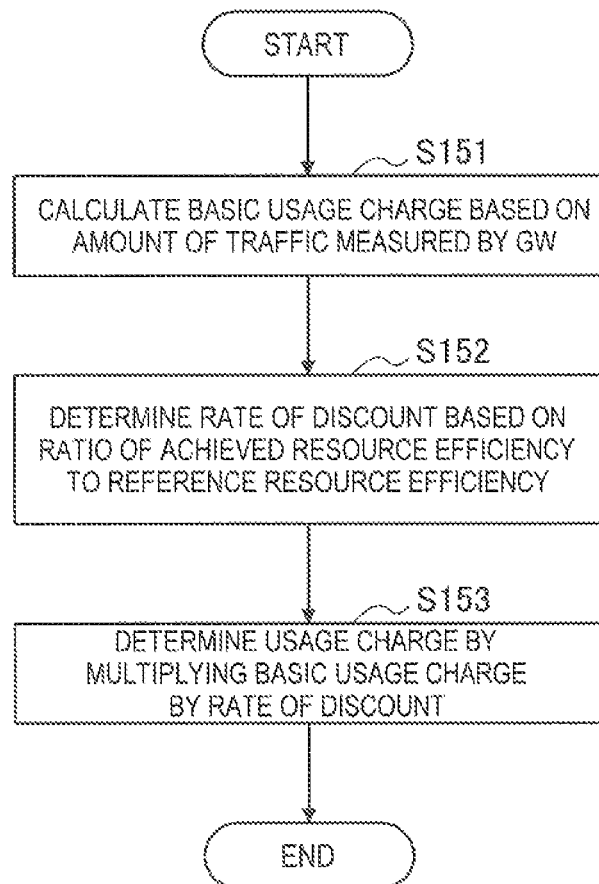 START
S151
CALCULATE BASIC USAGE CHARGE BASED ON
AMOUNT OF TRAFFIC MEASURED BY GW
S152
DETERMINE RATE OF DISCOUNT BASED ON
RATIO OF ACHIEVED RESOURCE EFFICIENCY
TO REFERENCE RESOURCE EFFICIENCY
S153
DETERMINE USAGE CHARGE BY
MULTIPLYING BASIC USAGE CHARGE
BY RATE OF DISCOUNT
END